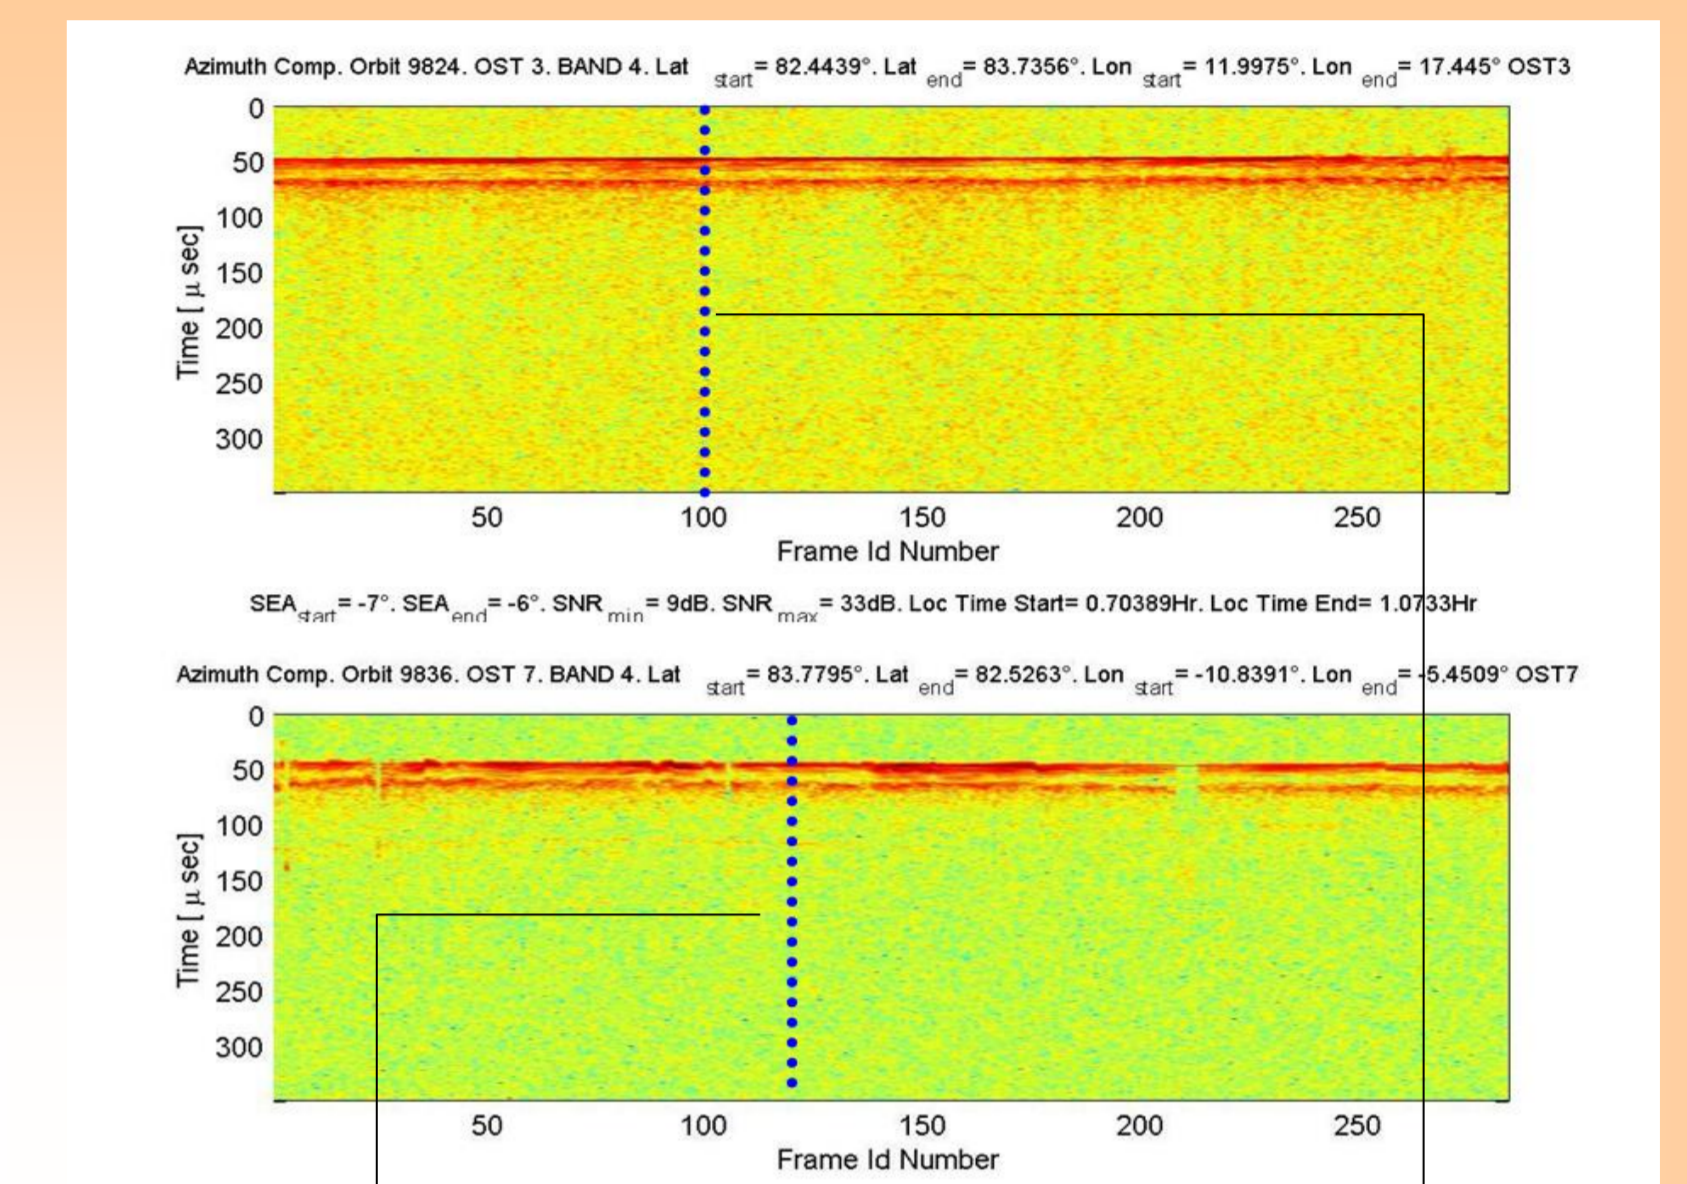 Azimuth Comp. Orbit 9824. OST 3. BAND 4. Lat start= 82.4439°. Lat end= 83.7356°. Lon start= 11.9975°. Lon end= 17.445° OST3
0
50
100
150
200
250
300
Time [ μ sec]
50 100 150 200 250
Frame Id Number
SEA start= -7°. SEA end= -6°. SNR min= 9dB. SNR max= 33dB. Loc Time Start= 0.70389Hr. Loc Time End= 1.0733Hr
Azimuth Comp. Orbit 9836. OST 7. BAND 4. Lat start= 83.7795°. Lat end= 82.5263°. Lon start= -10.8391°. Lon end= -5.4509° OST7
0
50
100
150
200
250
300
Time [ μ sec]
50 100 150 200 250
Frame Id Number